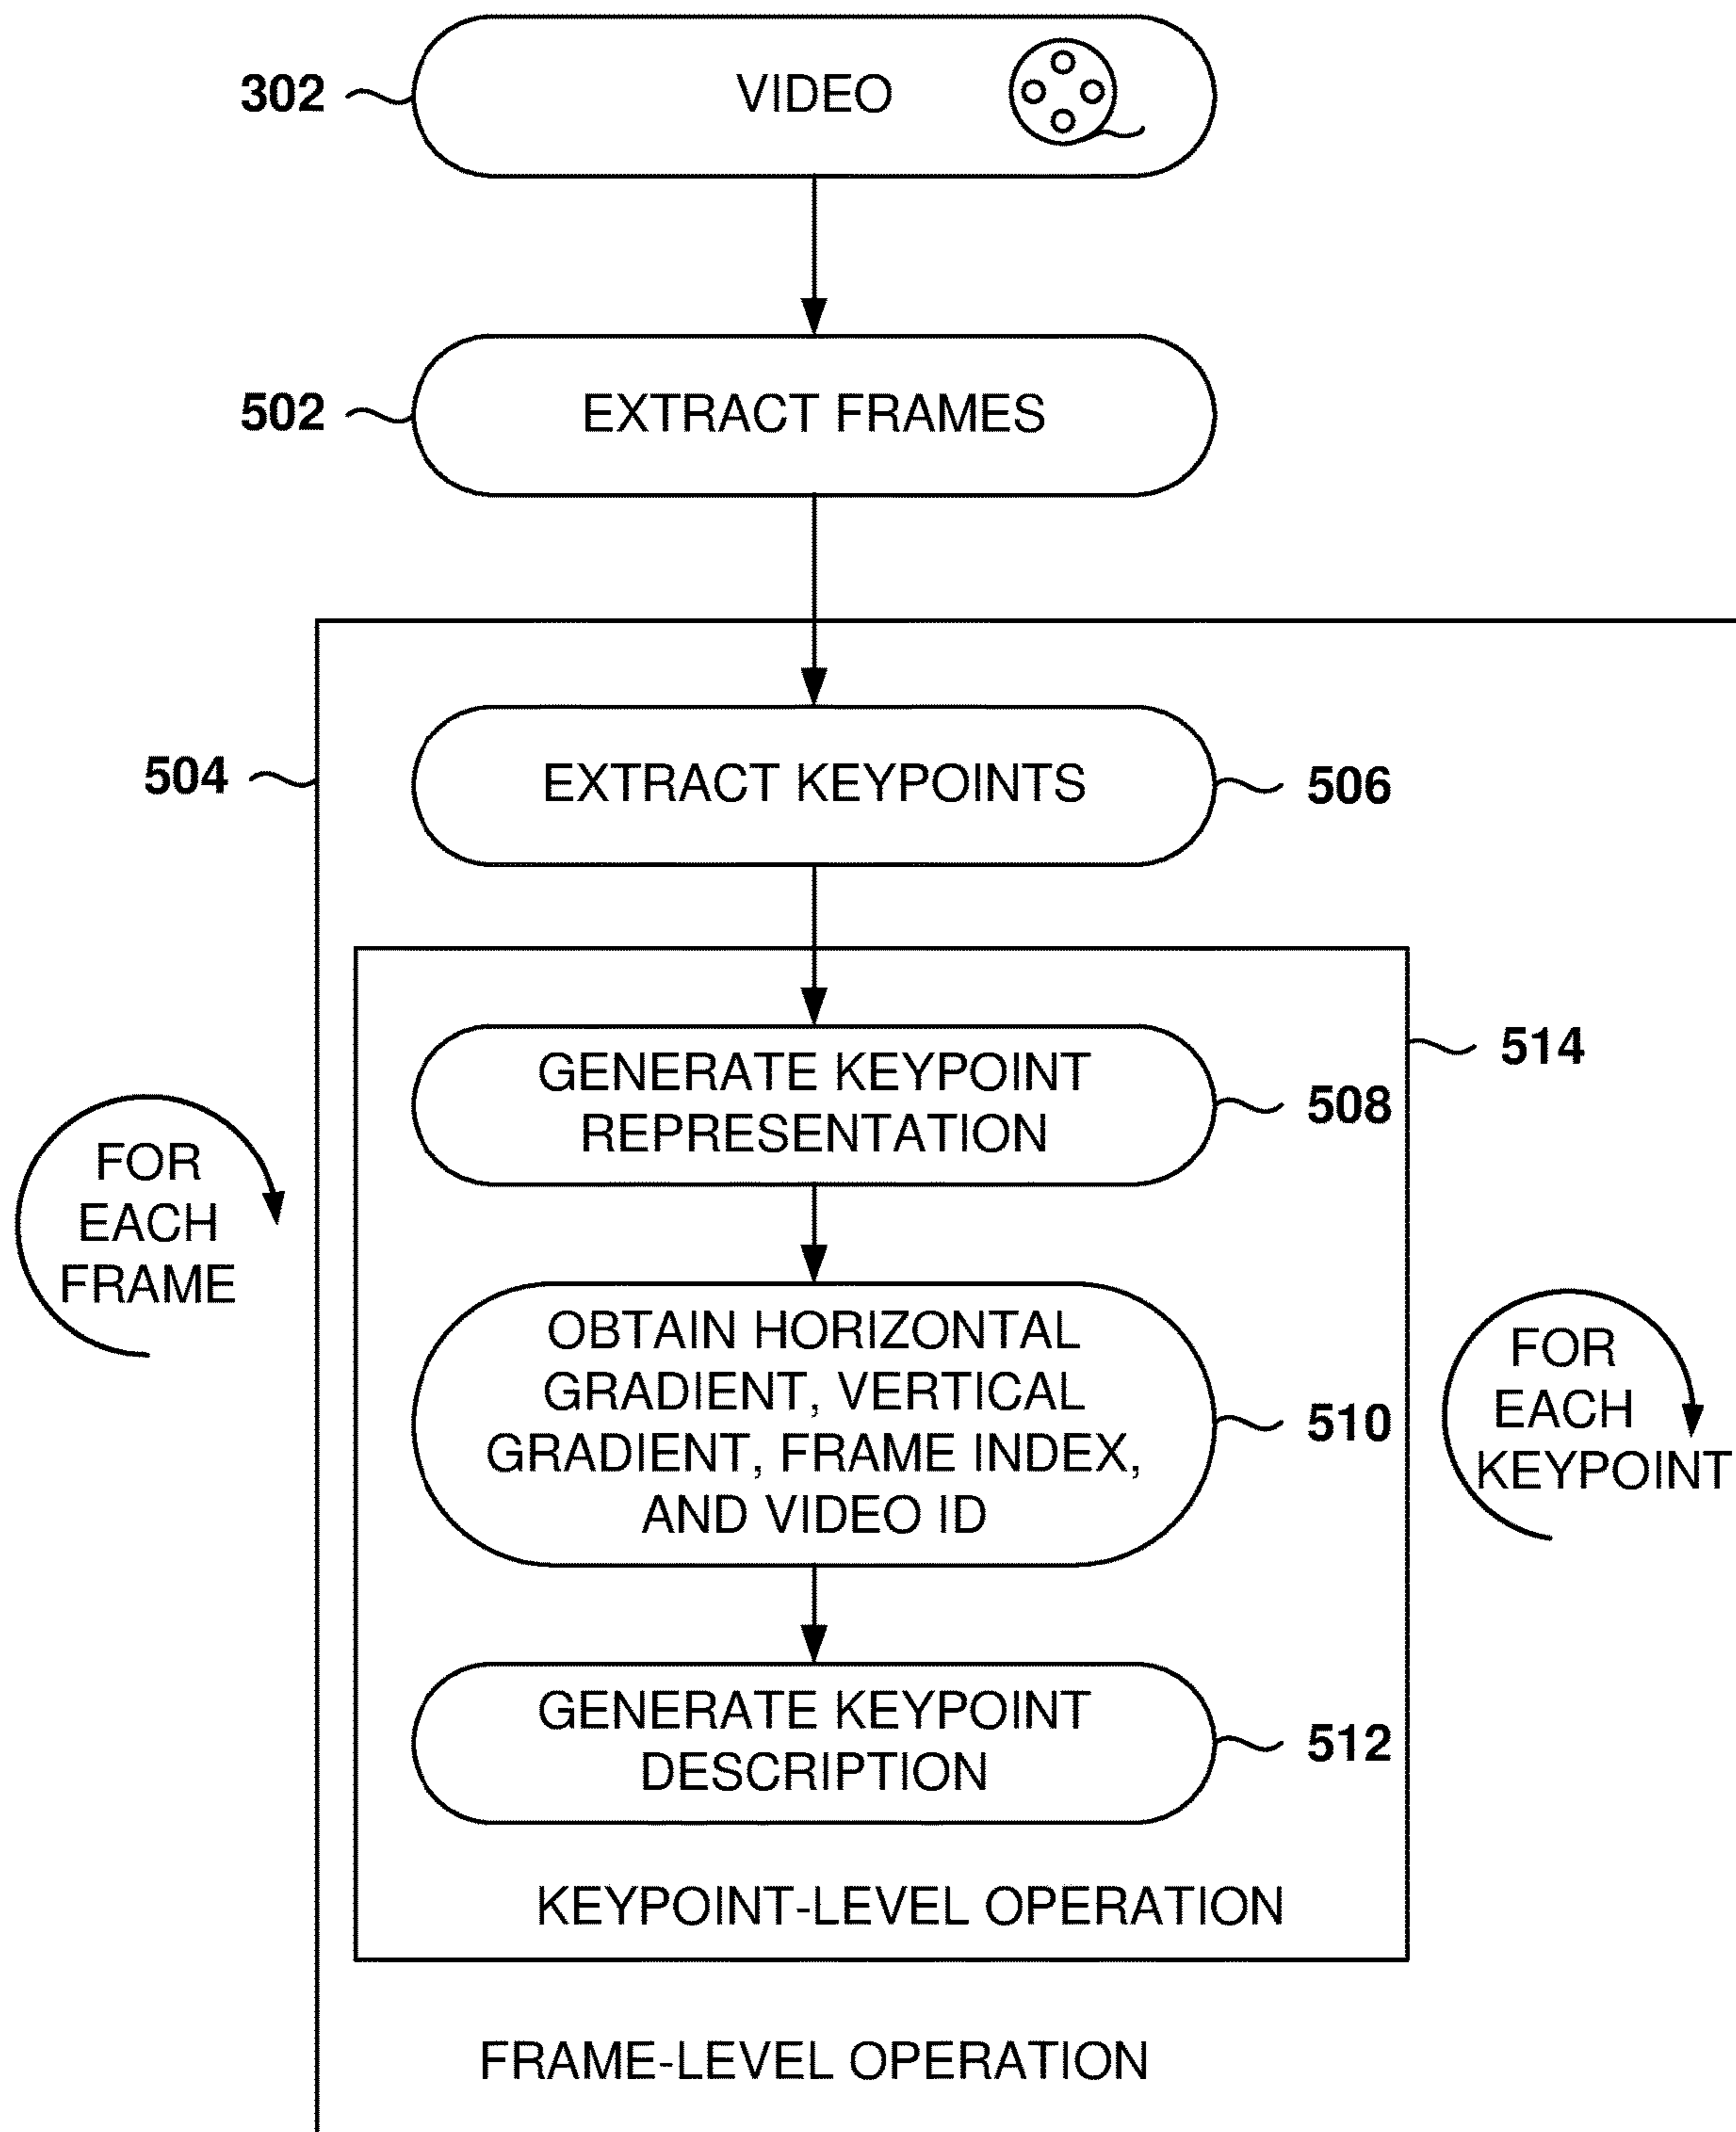 302
VIDEO
502
EXTRACT FRAMES
504
EXTRACT KEYPOINTS
506
514
GENERATE KEYPOINT
REPRESENTATION
508
FOR
EACH
FRAME
OBTAIN HORIZONTAL
GRADIENT, VERTICAL
GRADIENT, FRAME INDEX,
AND VIDEO ID
510
FOR
EACH
KEYPOINT
GENERATE KEYPOINT
DESCRIPTION
512
KEYPOINT-LEVEL OPERATION
FRAME-LEVEL OPERATION